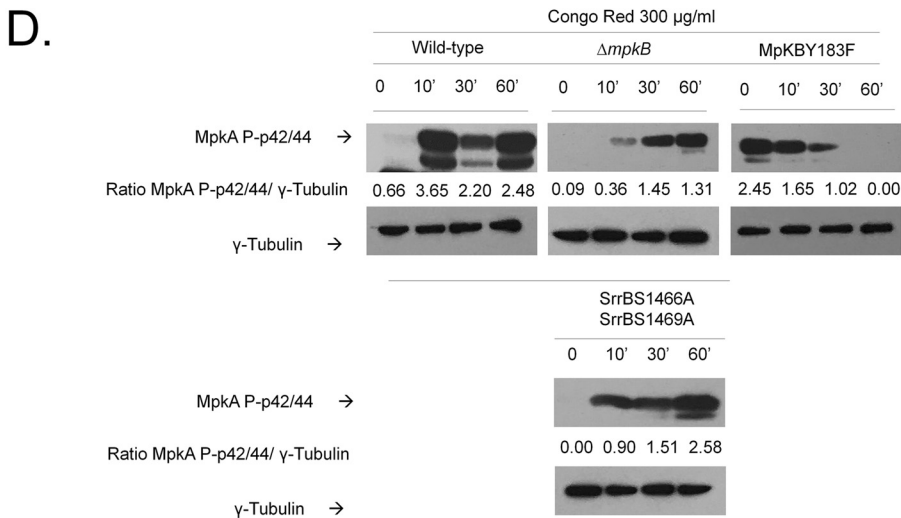 D.
Congo Red 300 µg/ml
Wild-type ΔmpkB MpKBY183F
0 10' 30' 60' 0 10' 30' 60' 0 10' 30' 60'
MpkA P-p42/44 →
Ratio MpkA P-p42/44/ γ-Tubulin 0.66 3.65 2.20 2.48 0.09 0.36 1.45 1.31 2.45 1.65 1.02 0.00
γ-Tubulin →
SrrBS1466A
SrrBS1469A
0 10' 30' 60'
MpkA P-p42/44 →
Ratio MpkA P-p42/44/ γ-Tubulin 0.00 0.90 1.51 2.58
γ-Tubulin →